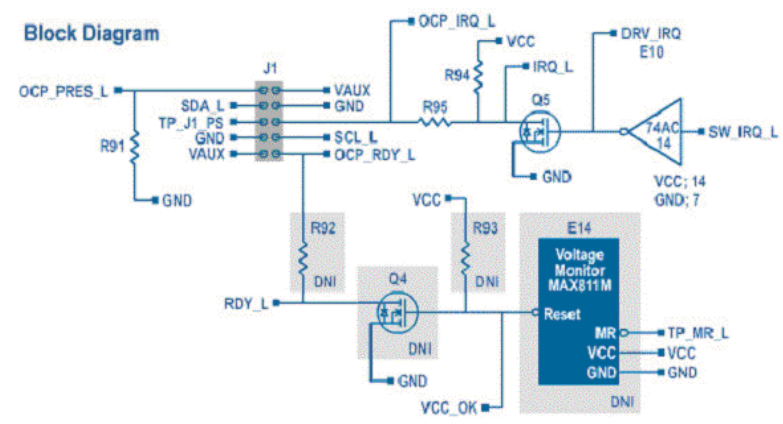 Block Diagram
OCP_IRQ_L
VCC
DRV_IRQ
E10
J1
R94
IRQ_L
OCP_PRES_L
VAUX
SDA_L
GND
R95
Q5
TP_J1_PS
74AC
14
SW_IRQ_L
R91
GND
SCL_L
VAUX
OCP_RDY_L
GND
VCC; 14
GND; 7
GND
VCC
R92
R93
E14
Voltage
Monitor
MAX811M
DNI
Q4
DNI
RDY_L
Reset
MR
TP_MR_L
DNI
VCC
VCC
GND
GND
GND
VCC_OK
DNI